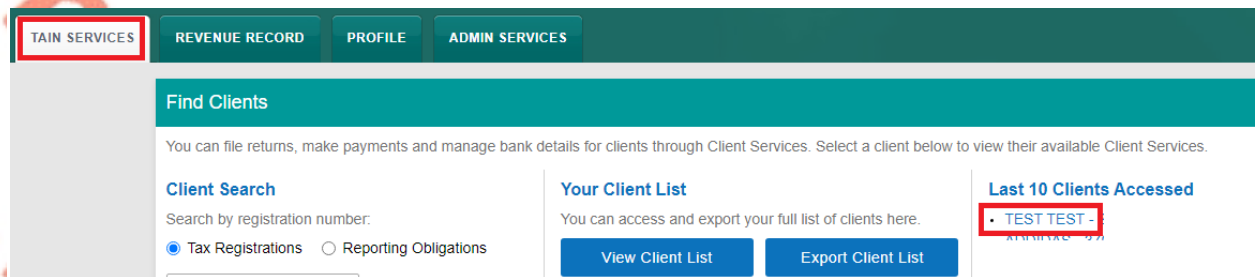 TAIN SERVICES
REVENUE RECORD
PROFILE
ADMIN SERVICES
Find Clients
You can file returns, make payments and manage bank details for clients through Client Services. Select a client below to view their available Client Services.
Client Search
Search by registration number:
Tax Registrations
Reporting Obligations
Your Client List
You can access and export your full list of clients here.
View Client List
Export Client List
Last 10 Clients Accessed
• TEST TEST -